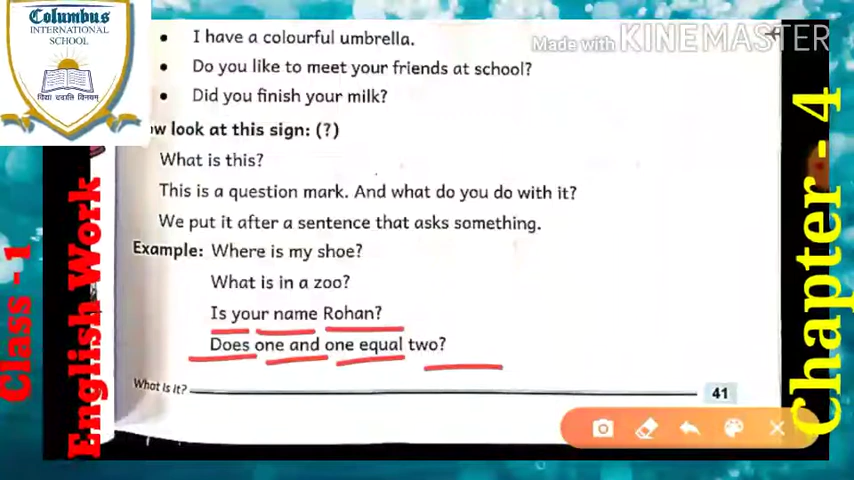 Columbus
INTERNATIONAL
SCHOOL
विद्या ददाति विनयम्
Made with KINEMASTER
• I have a colourful umbrella.
• Do you like to meet your friends at school?
• Did you finish your milk?
ow look at this sign: (?)
What is this?
This is a question mark. And what do you do with it?
We put it after a sentence that asks something.
Example: Where is my shoe?
What is in a zoo?
Is your name Rohan?
Does one and one equal two?
What Is It?
41
Class - 1
English Work
Chapter - 4